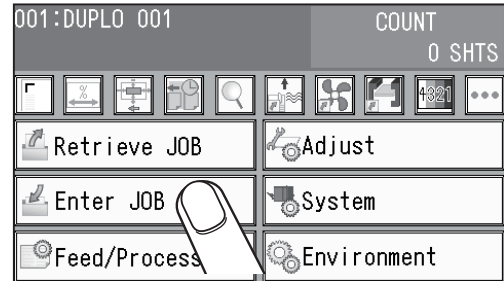 001:DUPLO 001
COUNT
0 SHTS
%
4321
Retrieve JOB
Adjust
Enter JOB
System
Feed/Process
Environment